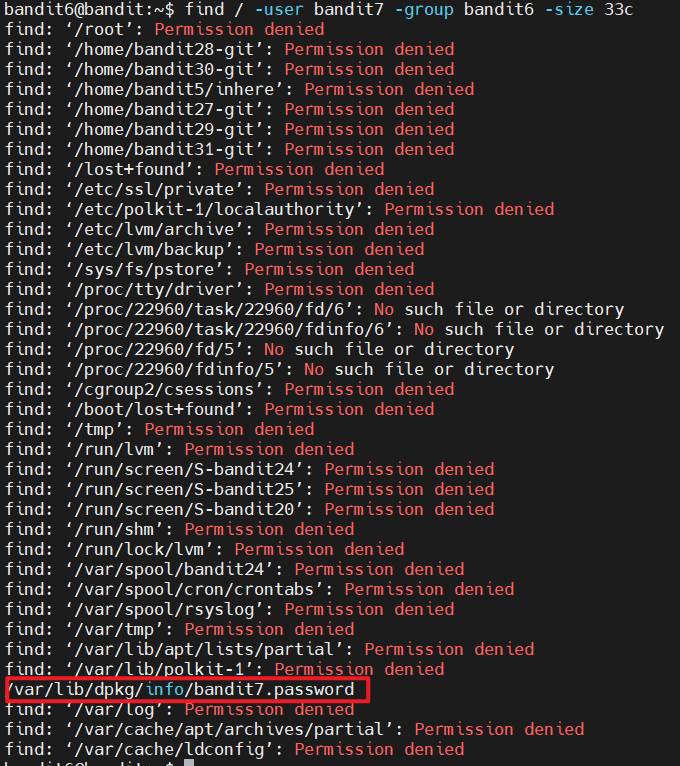 bandit6@bandit:~$ find / -user bandit7 -group bandit6 -size 33c
find: ‘/root’: Permission denied
find: ‘/home/bandit28-git’: Permission denied
find: ‘/home/bandit30-git’: Permission denied
find: ‘/home/bandit5/inhere’: Permission denied
find: ‘/home/bandit27-git’: Permission denied
find: ‘/home/bandit29-git’: Permission denied
find: ‘/home/bandit31-git’: Permission denied
find: ‘/lost+found’: Permission denied
find: ‘/etc/ssl/private’: Permission denied
find: ‘/etc/polkit-1/localauthority’: Permission denied
find: ‘/etc/lvm/archive’: Permission denied
find: ‘/etc/lvm/backup’: Permission denied
find: ‘/sys/fs/pstore’: Permission denied
find: ‘/proc/tty/driver’: Permission denied
find: ‘/proc/22960/task/22960/fd/6’: No such file or directory
find: ‘/proc/22960/task/22960/fdinfo/6’: No such file or directory
find: ‘/proc/22960/fd/5’: No such file or directory
find: ‘/proc/22960/fdinfo/5’: No such file or directory
find: ‘/cgroup2/csessions’: Permission denied
find: ‘/boot/lost+found’: Permission denied
find: ‘/tmp’: Permission denied
find: ‘/run/lvm’: Permission denied
find: ‘/run/screen/S-bandit24’: Permission denied
find: ‘/run/screen/S-bandit25’: Permission denied
find: ‘/run/screen/S-bandit20’: Permission denied
find: ‘/run/shm’: Permission denied
find: ‘/run/lock/lvm’: Permission denied
find: ‘/var/spool/bandit24’: Permission denied
find: ‘/var/spool/cron/crontabs’: Permission denied
find: ‘/var/spool/rsyslog’: Permission denied
find: ‘/var/tmp’: Permission denied
find: ‘/var/lib/apt/lists/partial’: Permission denied
find: ‘/var/lib/polkit-1’: Permission denied
/var/lib/dpkg/info/bandit7.password
find: ‘/var/log’: Permission denied
find: ‘/var/cache/apt/archives/partial’: Permission denied
find: ‘/var/cache/ldconfig’: Permission denied
bandit6@bandit:~$